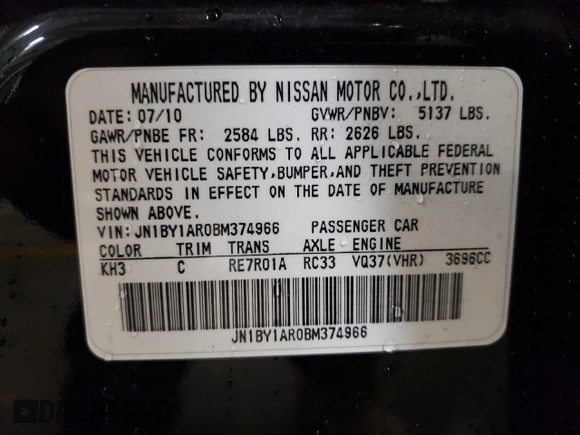 MANUFACTURED BY NISSAN MOTOR CO.,LTD.
DATE: 07/10 GVWR/PNBV: 5137 LBS.
GAWR/PNBE FR: 2584 LBS. RR: 2626 LBS.
THIS VEHICLE CONFORMS TO ALL APPLICABLE FEDERAL
MOTOR VEHICLE SAFETY,BUMPER,AND THEFT PREVENTION
STANDARDS IN EFFECT ON THE DATE OF MANUFACTURE
SHOWN ABOVE.
VIN: JN1BY1AR0BM374966 PASSENGER CAR
COLOR TRIM TRANS AXLE ENGINE
KH3 C RE7R01A RC33 VQ37(VHR) 3696CC
JN1BY1AR0BM374966